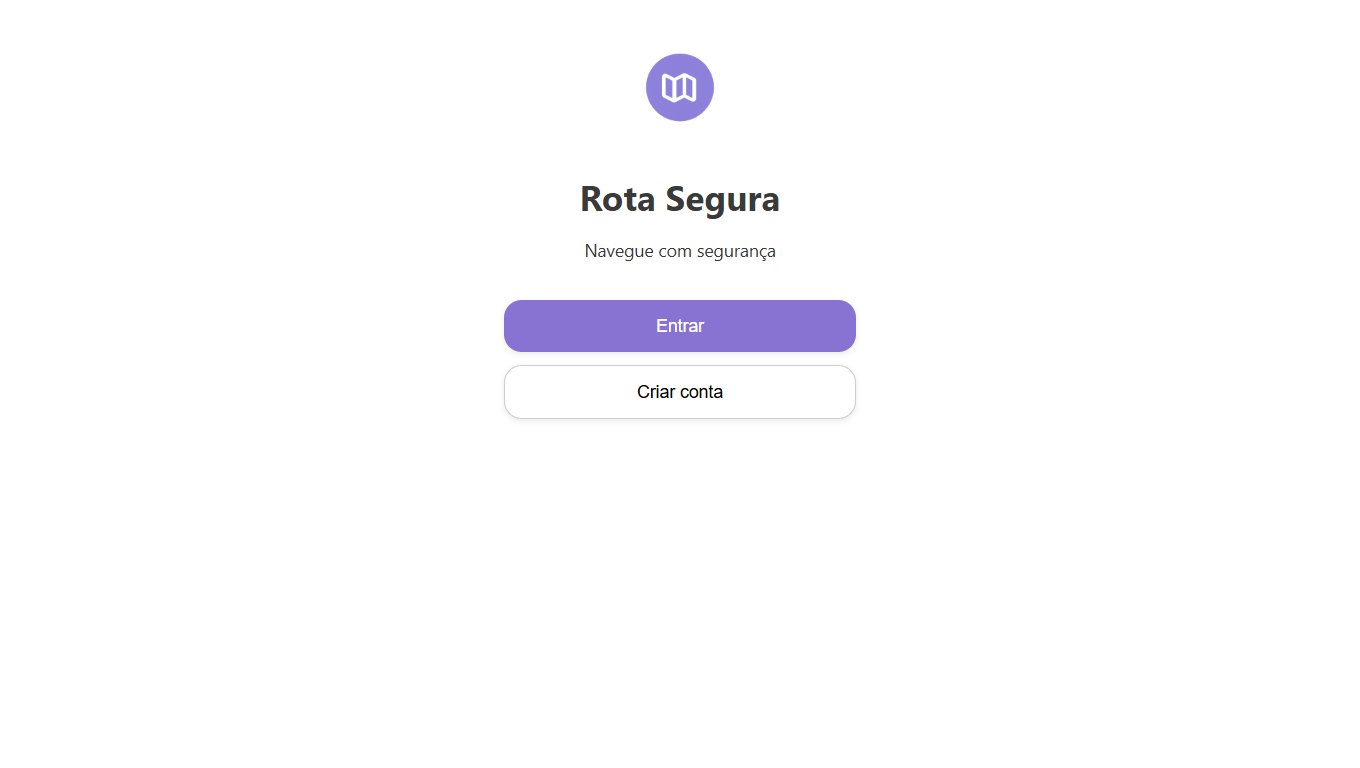 Rota Segura
Navegue com segurança
Entrar
Criar conta